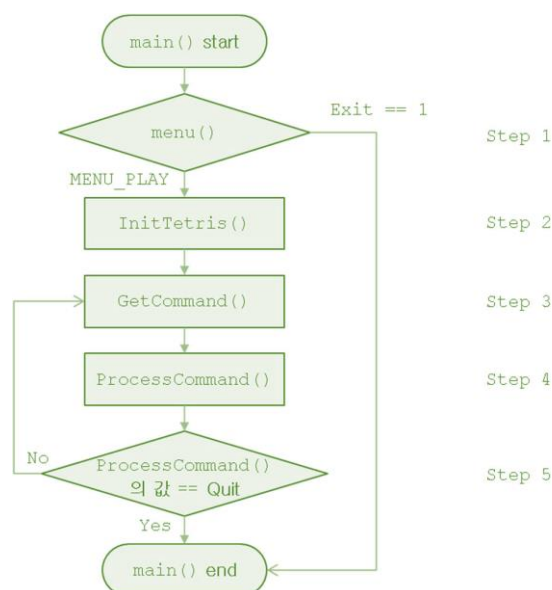 main() start
Exit == 1
menu()
Step 1
MENU_PLAY
InitTetris()
Step 2
GetCommand()
Step 3
ProcessCommand()
Step 4
No
ProcessCommand()
의 값 == Quit
Step 5
Yes
main() end